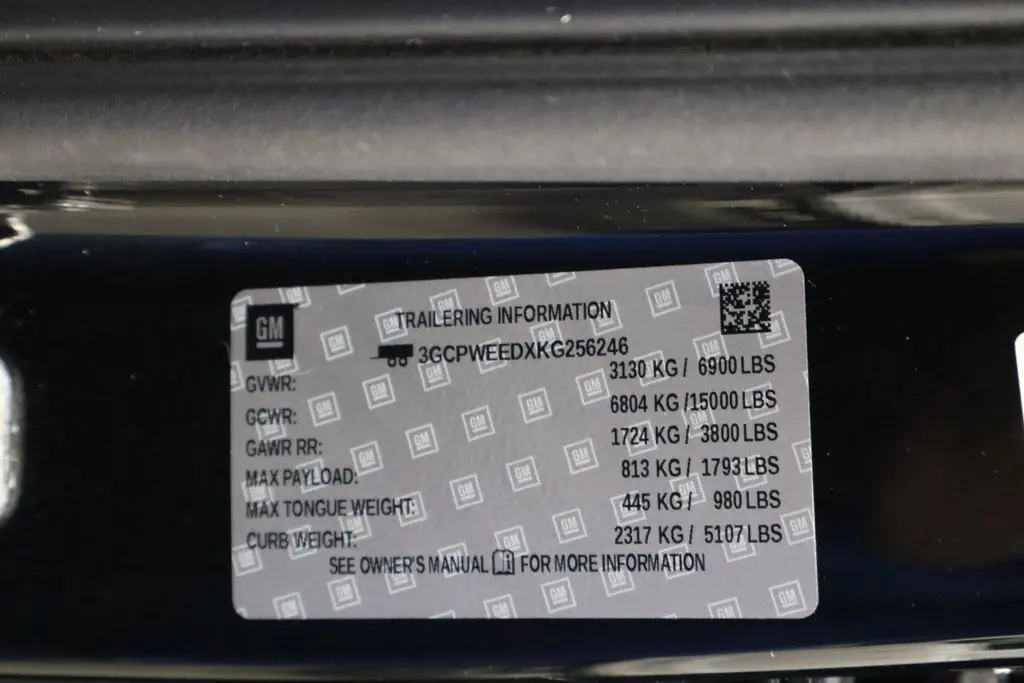 GM
TRAILERING INFORMATION
3GCPWEEDXKG256246
GVWR: 3130 KG / 6900 LBS
GCWR: 6804 KG /15000 LBS
GAWR RR: 1724 KG / 3800 LBS
MAX PAYLOAD: 813 KG / 1793 LBS
MAX TONGUE WEIGHT: 445 KG / 980 LBS
CURB WEIGHT: 2317 KG / 5107 LBS
SEE OWNER'S MANUAL FOR MORE INFORMATION